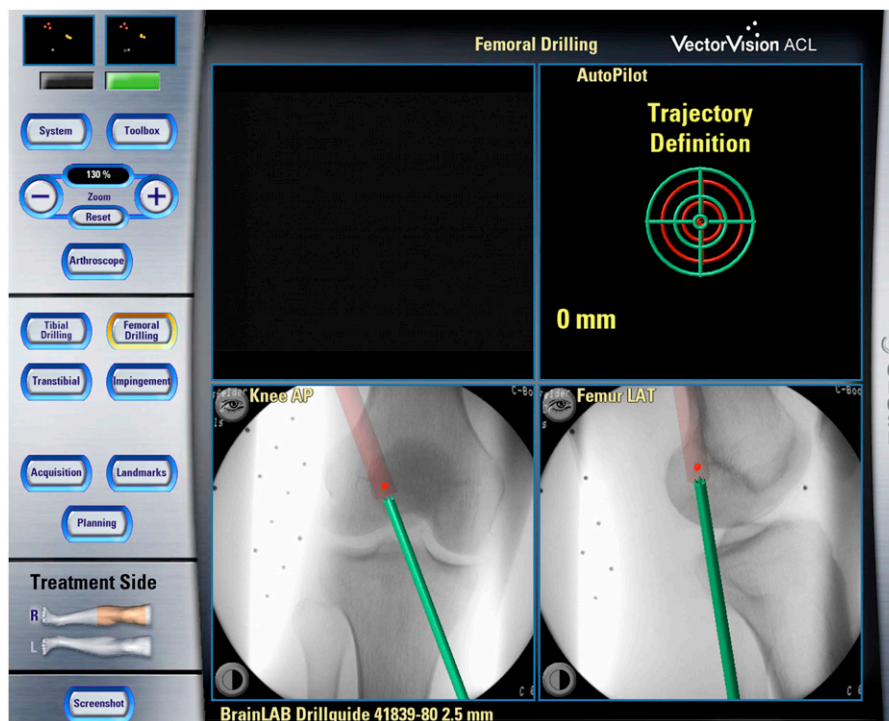 Femoral Drilling
VectorVision ACL
AutoPilot
Trajectory
Definition
0 mm
System
Toolbox
130 %
Zoom
Reset
Arthroscope
Tibial
Drilling
Femoral
Drilling
Transtibial
Impingement
Acquisition
Landmarks
Planning
Treatment Side
R
L
Screenshot
Knee AP
Femur LAT
BrainLAB Drillguide 41839-80 2.5 mm